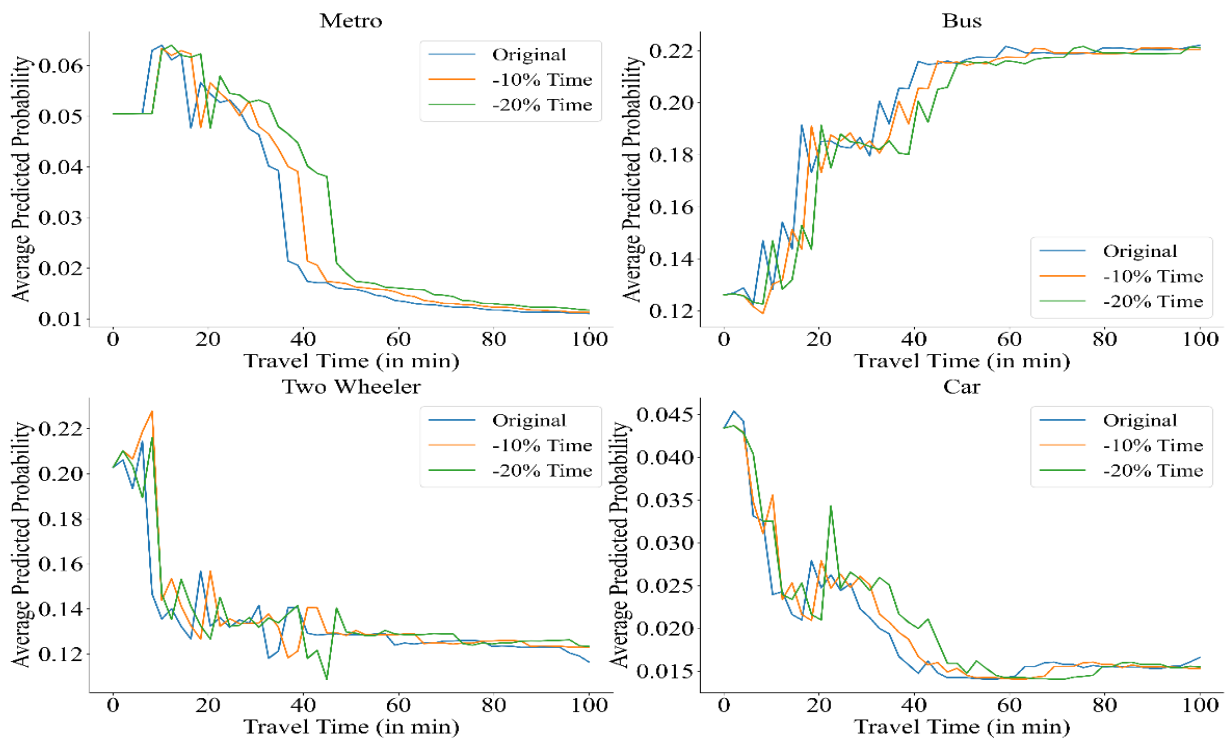 Metro
Average Predicted Probability
0.06
0.05
0.04
0.03
0.02
0.01
Original
-10% Time
-20% Time
0 20 40 60 80 100
Travel Time (in min)
Bus
Average Predicted Probability
0.22
0.20
0.18
0.16
0.14
0.12
Original
-10% Time
-20% Time
0 20 40 60 80 100
Travel Time (in min)
Two Wheeler
Average Predicted Probability
0.22
0.20
0.18
0.16
0.14
0.12
Original
-10% Time
-20% Time
0 20 40 60 80 100
Travel Time (in min)
Car
Average Predicted Probability
0.045
0.040
0.035
0.030
0.025
0.020
0.015
Original
-10% Time
-20% Time
0 20 40 60 80 100
Travel Time (in min)